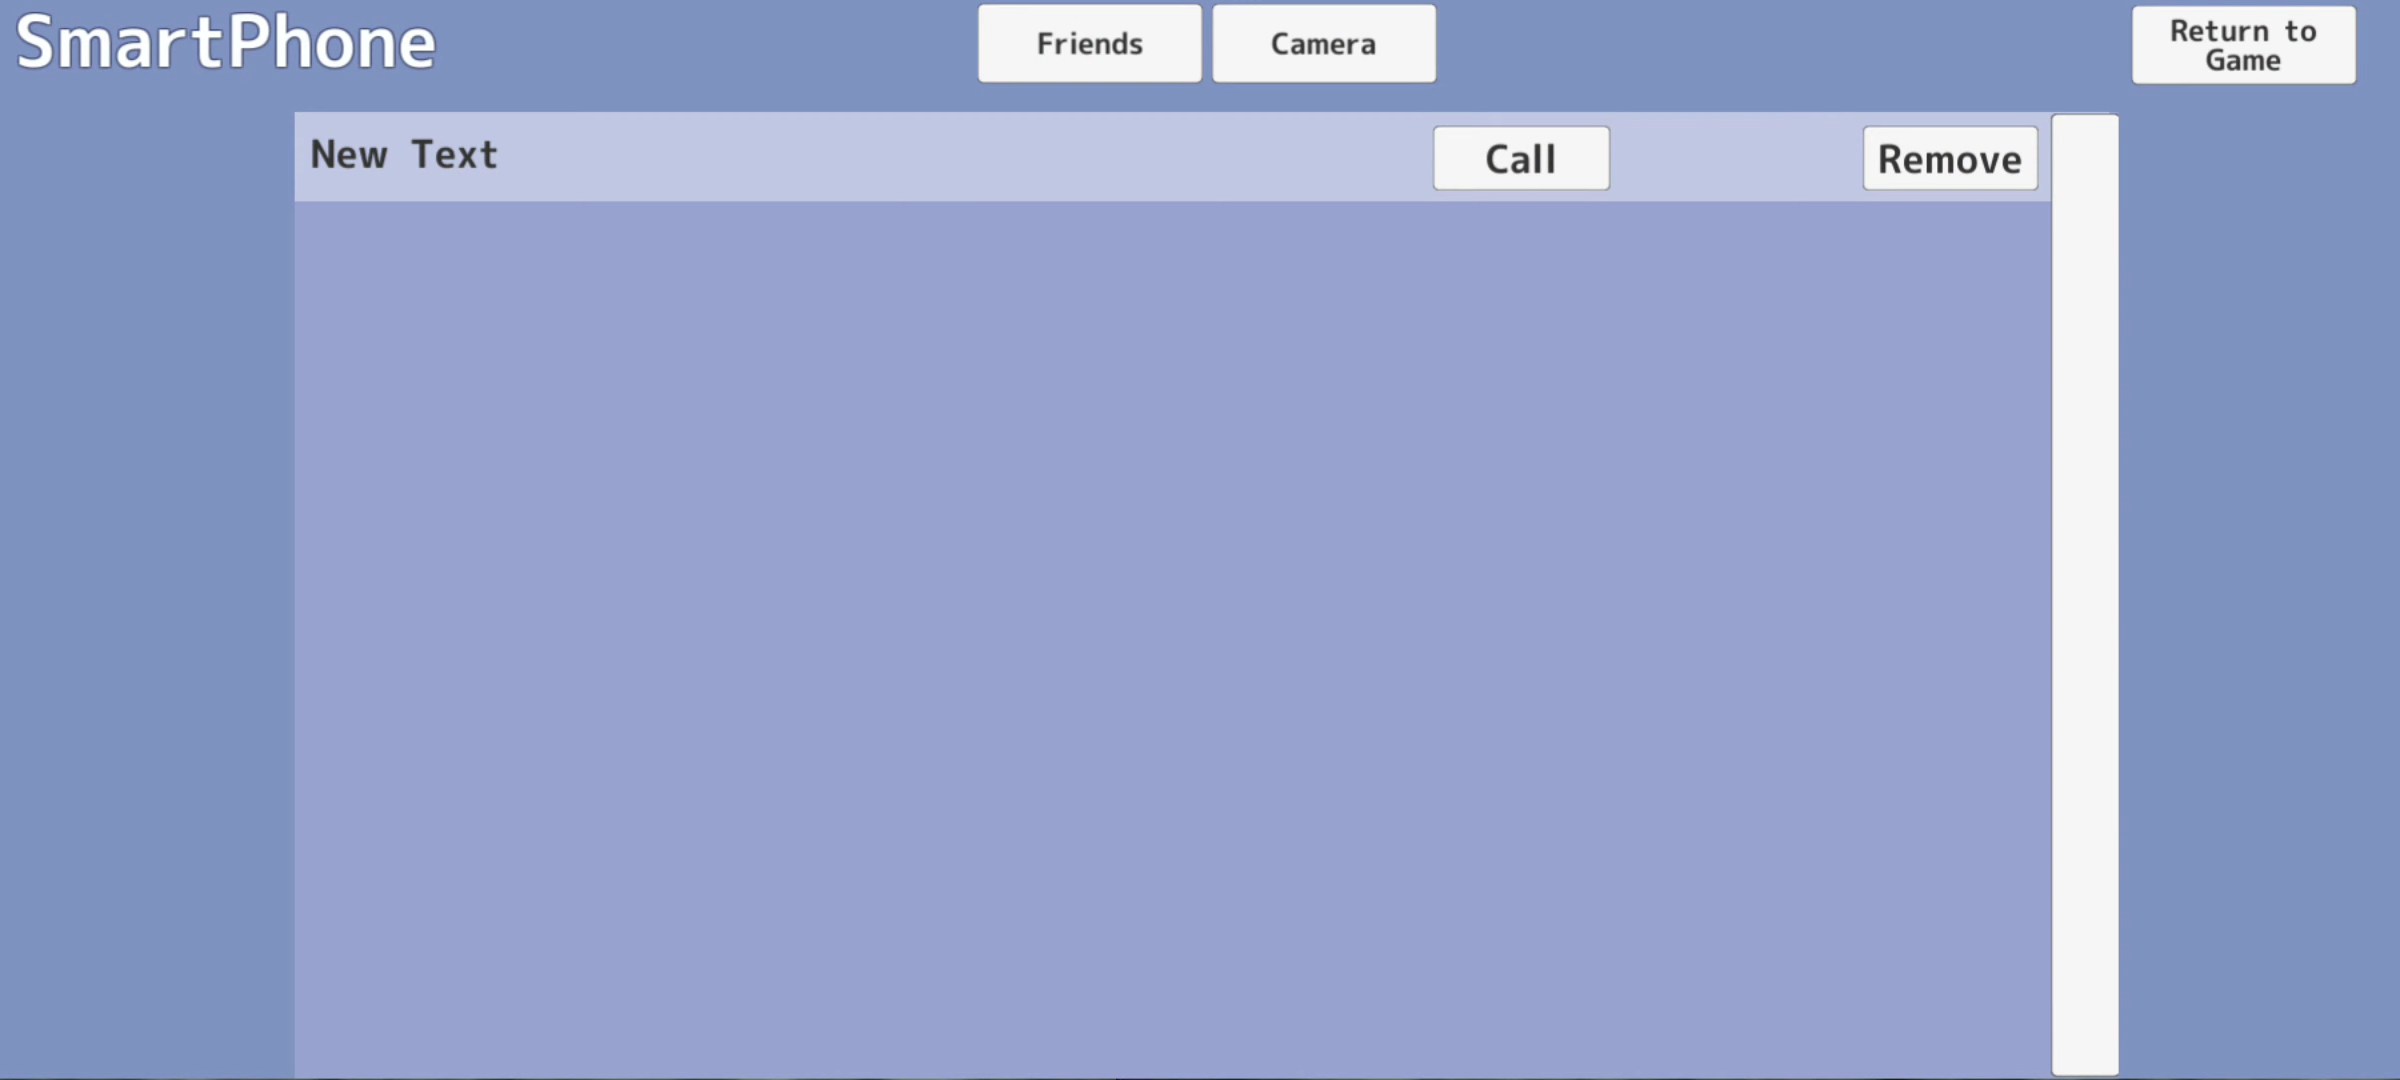 SmartPhone
Friends
Camera
Return to
Game
New Text
Call
Remove